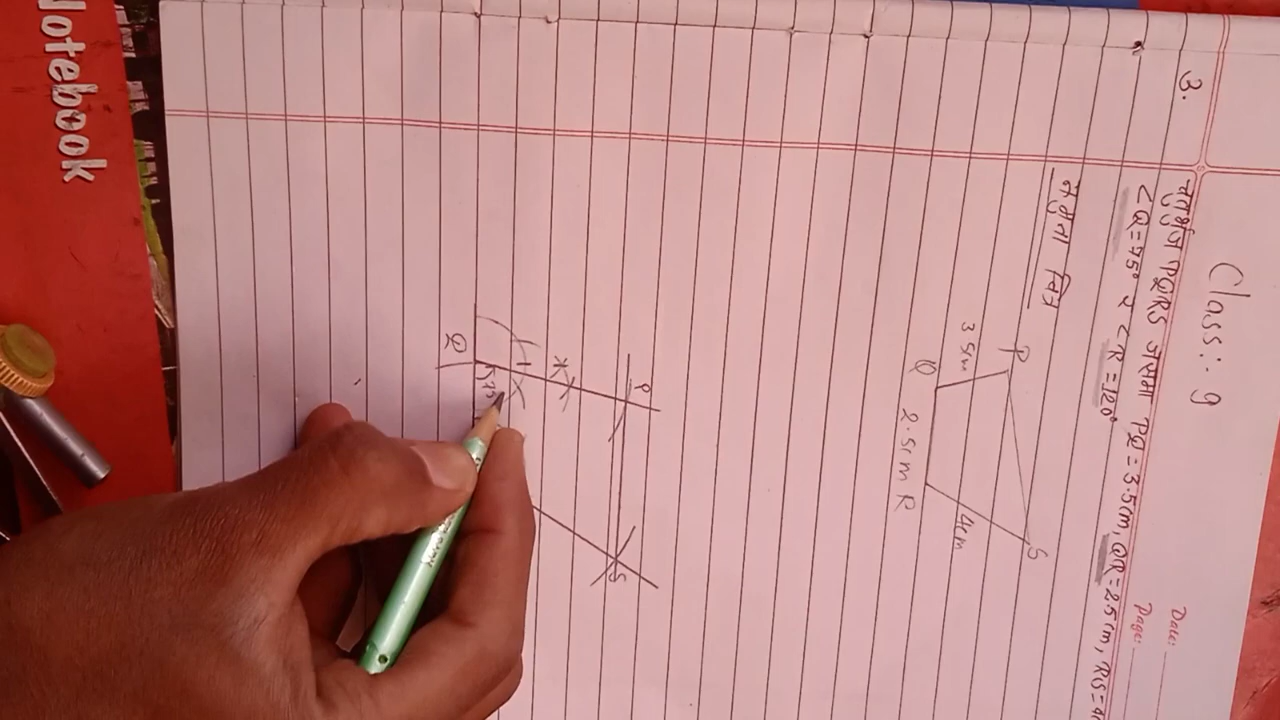 Notebook
Date:
Page:
Class: 9
3.
चतुर्भुज PQRS जसमा PQ = 3.5cm, QR = 2.5cm, RS = 4
<Q = 75° र <R = 120°
नमुना चित्र
P
S
3.5cm
4cm
Q
2.5cm
R
P
S
75°
Q